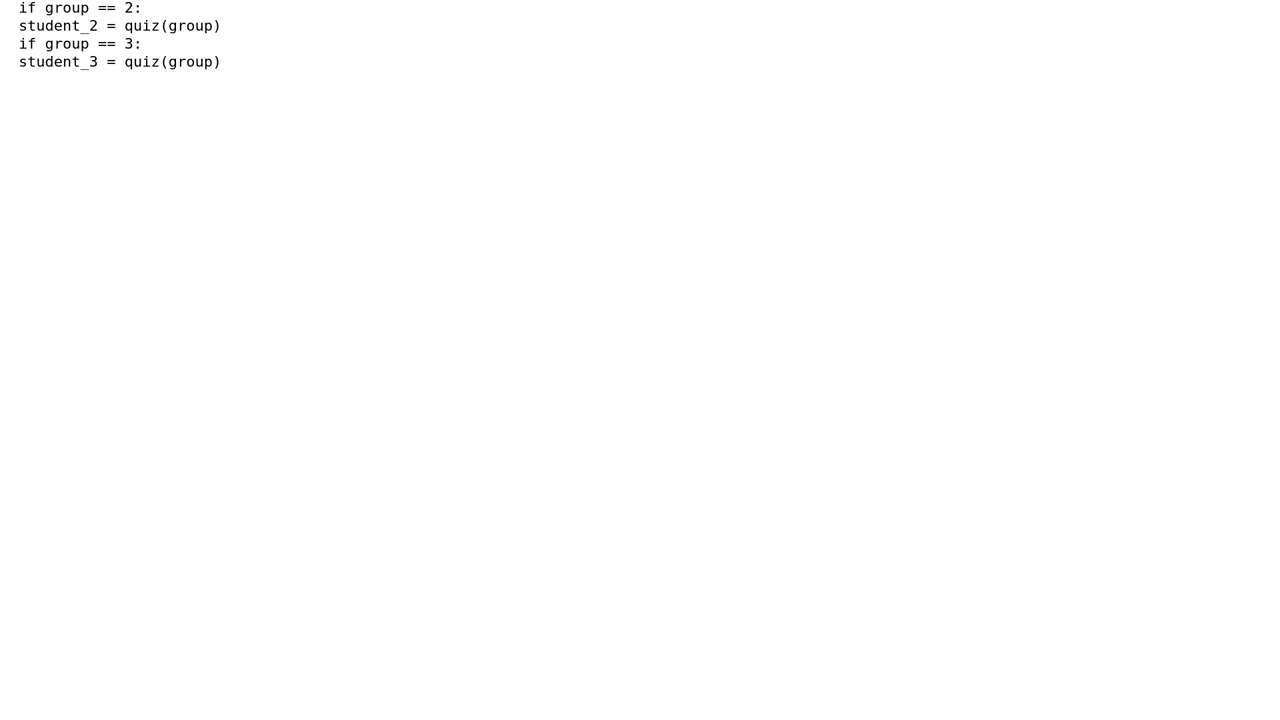 if group == 2:
student_2 = quiz(group)
if group == 3:
student_3 = quiz(group)